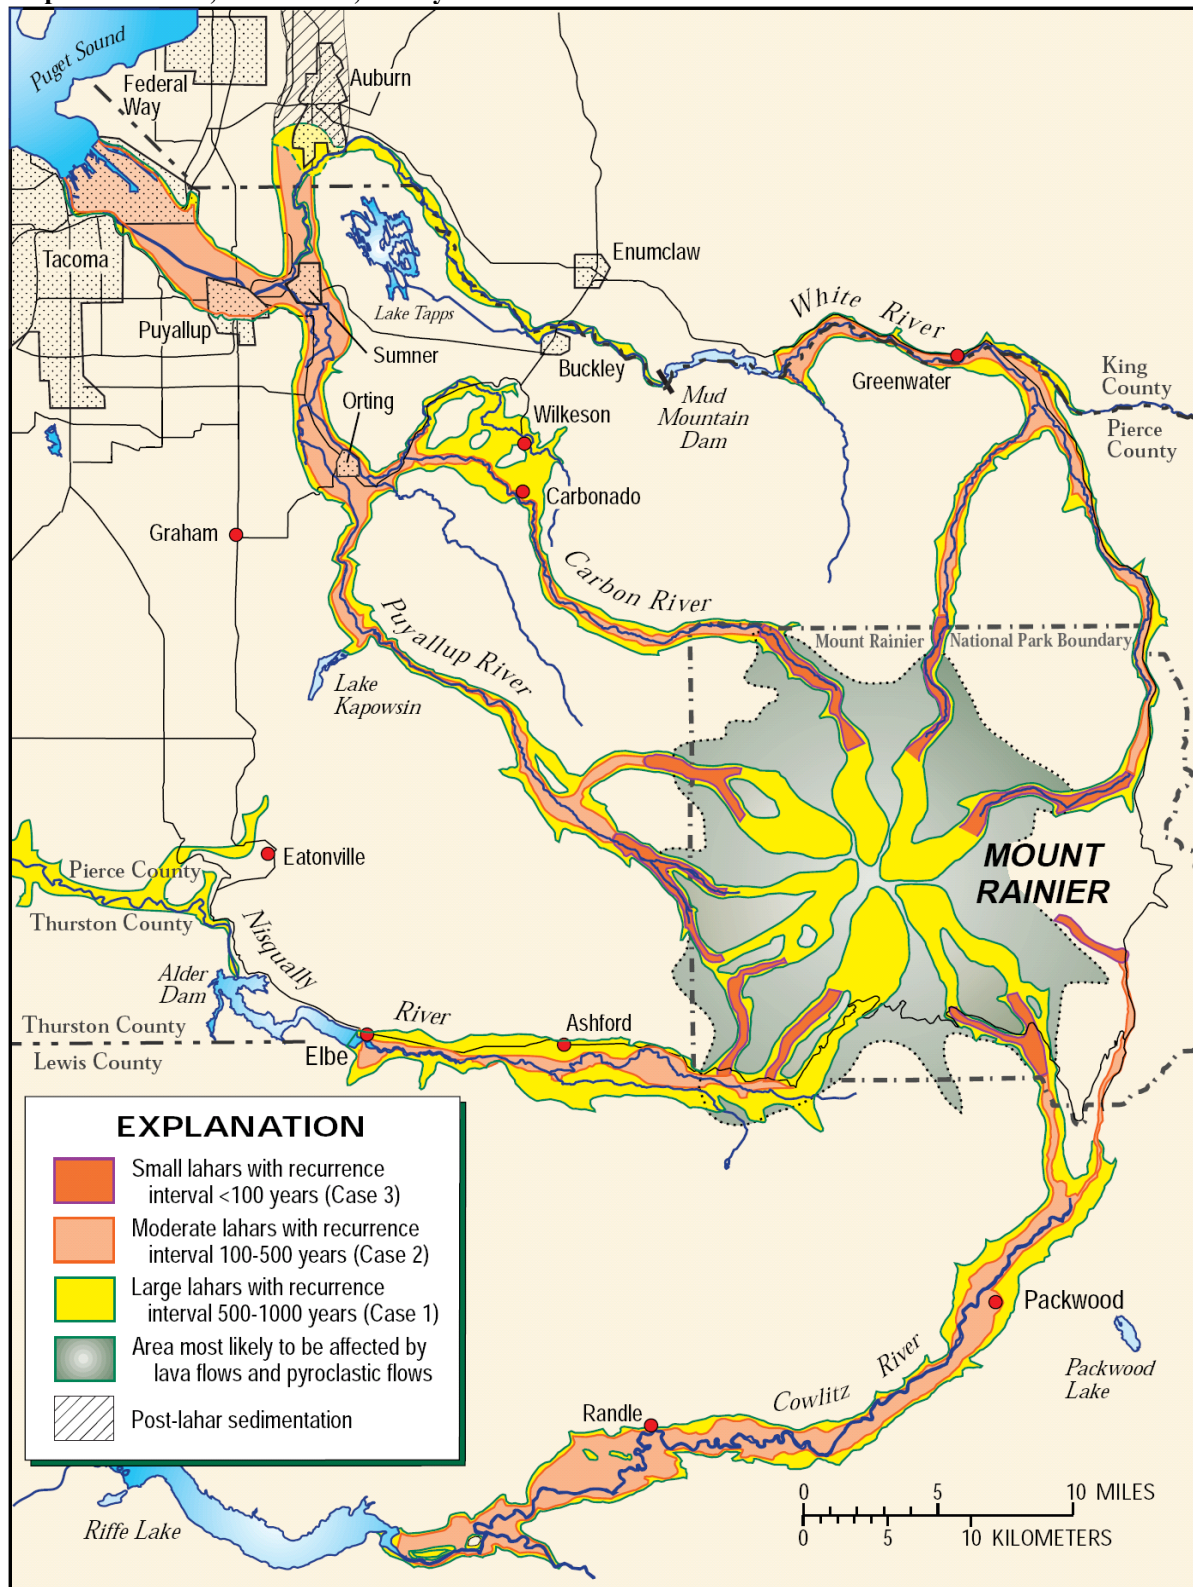 Puget Sound
Federal
Way
Auburn
Tacoma
Enumclaw
Lake Tapps
White River
Puyallup
Sumner
Buckley
Greenwater
King
County
Pierce
County
Mud
Mountain
Dam
Orting
Wilkeson
Carbonado
Graham
Carbon River
Puyallup River
Mount Rainier
National Park Boundary
Lake
Kapowsin
MOUNT
RAINIER
Eatonville
Pierce County
Thurston County
Nisqually
River
Alder
Dam
Ashford
Thurston County
Lewis County
Elbe
EXPLANATION
Small lahars with recurrence
interval <100 years (Case 3)
Moderate lahars with recurrence
interval 100-500 years (Case 2)
Large lahars with recurrence
interval 500-1000 years (Case 1)
Area most likely to be affected by
lava flows and pyroclastic flows
Post-lahar sedimentation
Packwood
Packwood
Lake
Cowlitz River
Randle
Riffe Lake
0 5 10 MILES
0 5 10 KILOMETERS